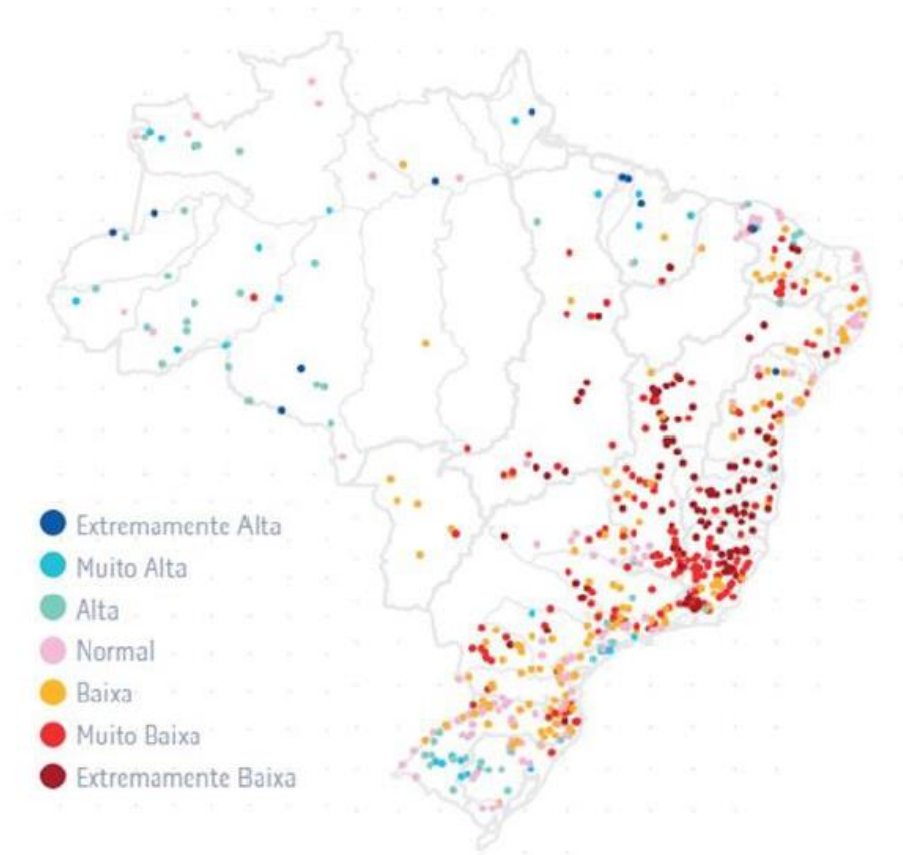 Extremamente Alta
Muito Alta
Alta
Normal
Baixa
Muito Baixa
Extremamente Baixa